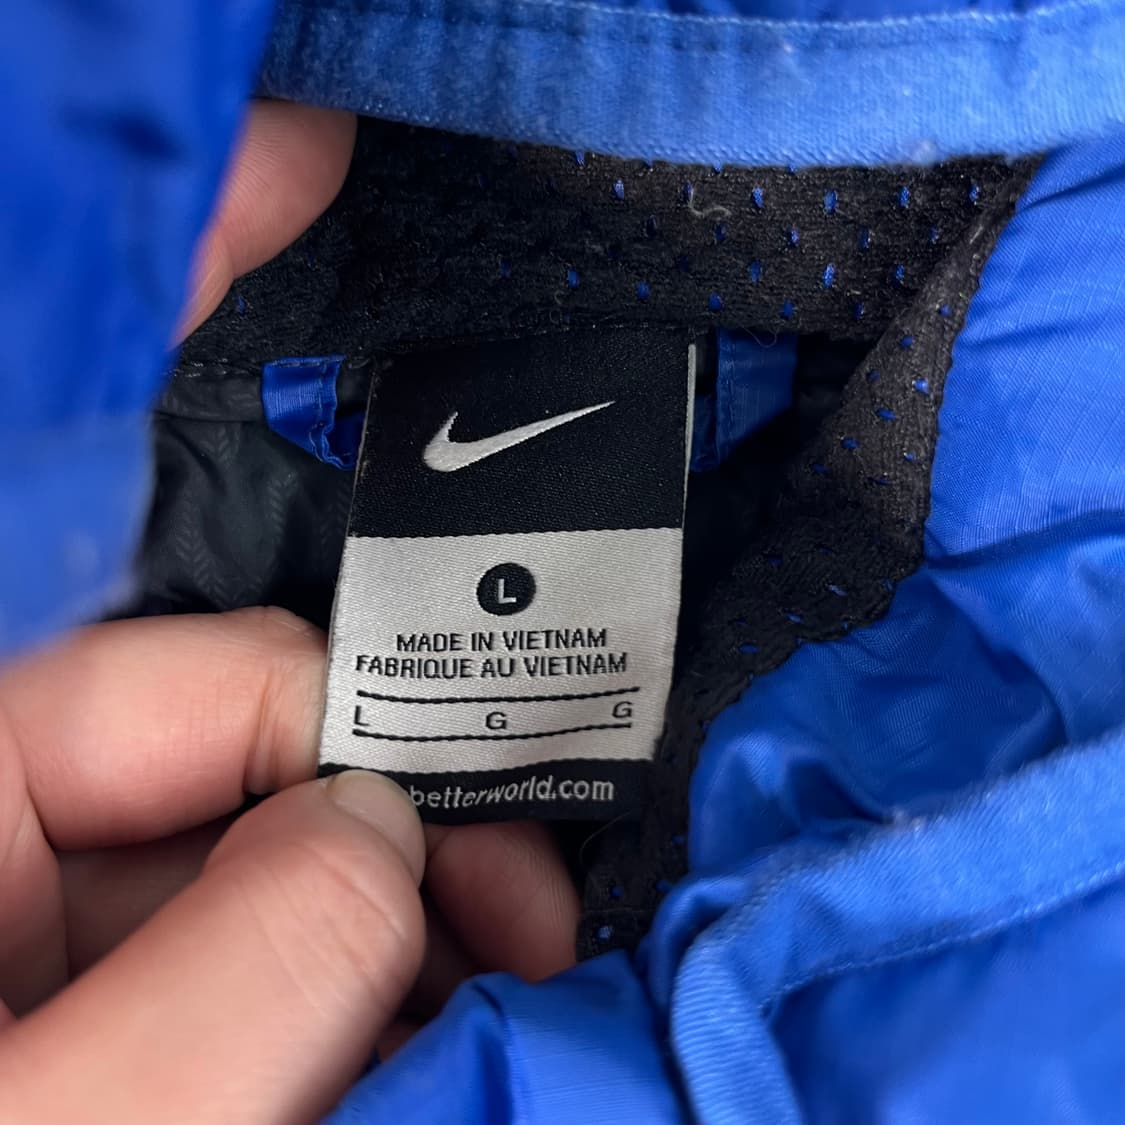 L
MADE IN VIETNAM
FABRIQUE AU VIETNAM
L G G
betterworld.com